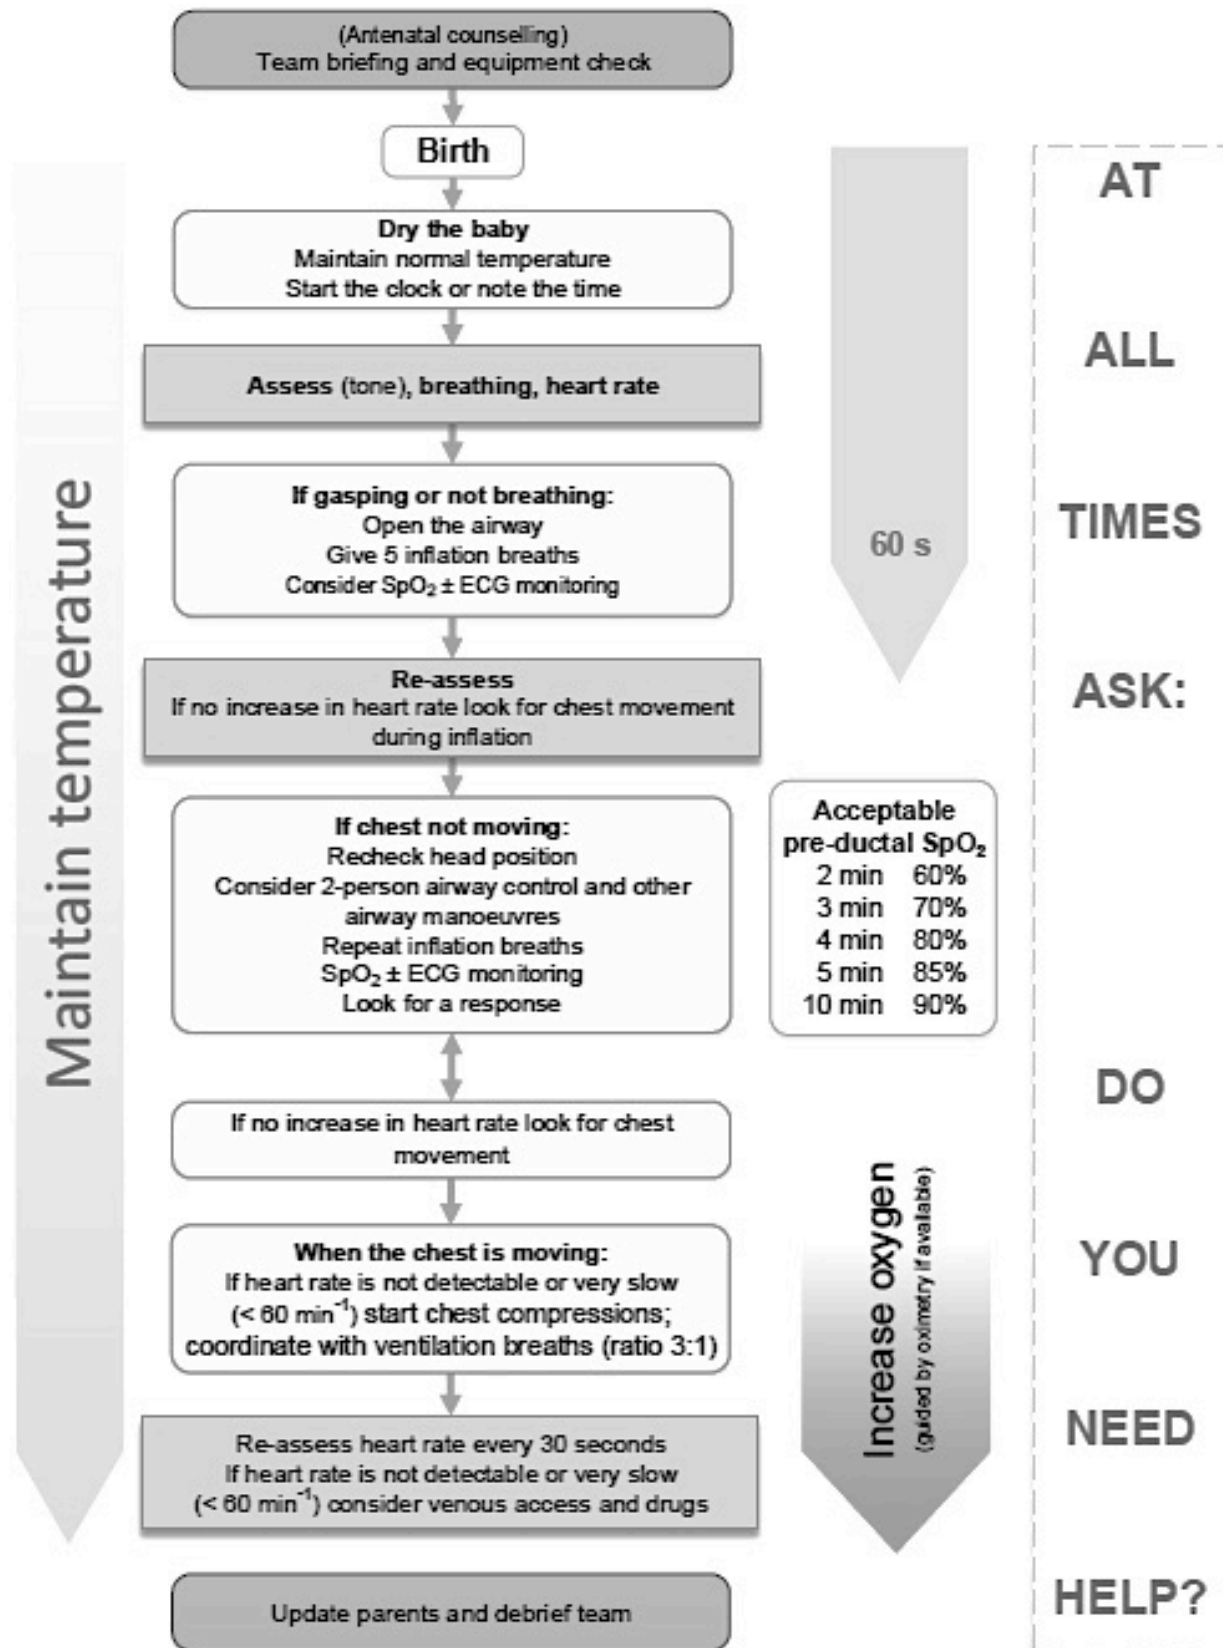 (Antenatal counselling)
Team briefing and equipment check
Birth
Dry the baby
Maintain normal temperature
Start the clock or note the time
Assess (tone), breathing, heart rate
If gasping or not breathing:
Open the airway
Give 5 inflation breaths
Consider SpO₂ ± ECG monitoring
Re-assess
If no increase in heart rate look for chest movement
during inflation
If chest not moving:
Recheck head position
Consider 2-person airway control and other
airway manoeuvres
Repeat inflation breaths
SpO₂ ± ECG monitoring
Look for a response
If no increase in heart rate look for chest
movement
When the chest is moving:
If heart rate is not detectable or very slow
(< 60 min⁻¹) start chest compressions;
coordinate with ventilation breaths (ratio 3:1)
Re-assess heart rate every 30 seconds
If heart rate is not detectable or very slow
(< 60 min⁻¹) consider venous access and drugs
Update parents and debrief team
Maintain temperature
60 s
Acceptable
pre-ductal SpO₂
2 min 60%
3 min 70%
4 min 80%
5 min 85%
10 min 90%
Increase oxygen
(guided by oximetry if available)
AT
ALL
TIMES
ASK:
DO
YOU
NEED
HELP?